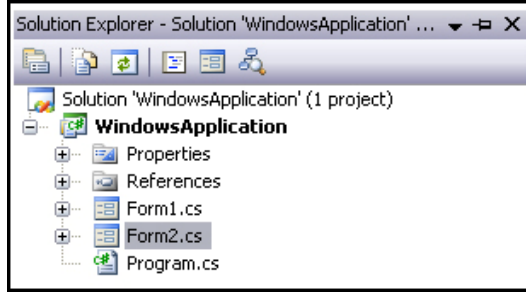 Solution Explorer - Solution 'WindowsApplication' ...
Solution 'WindowsApplication' (1 project)
WindowsApplication
Properties
References
Form1.cs
Form2.cs
Program.cs